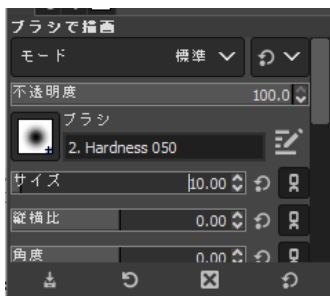 ブラシで描画
モード 標準
不透明度 100.0
ブラシ
2. Hardness 050
サイズ 10.00
縦横比 0.00
角度 0.00